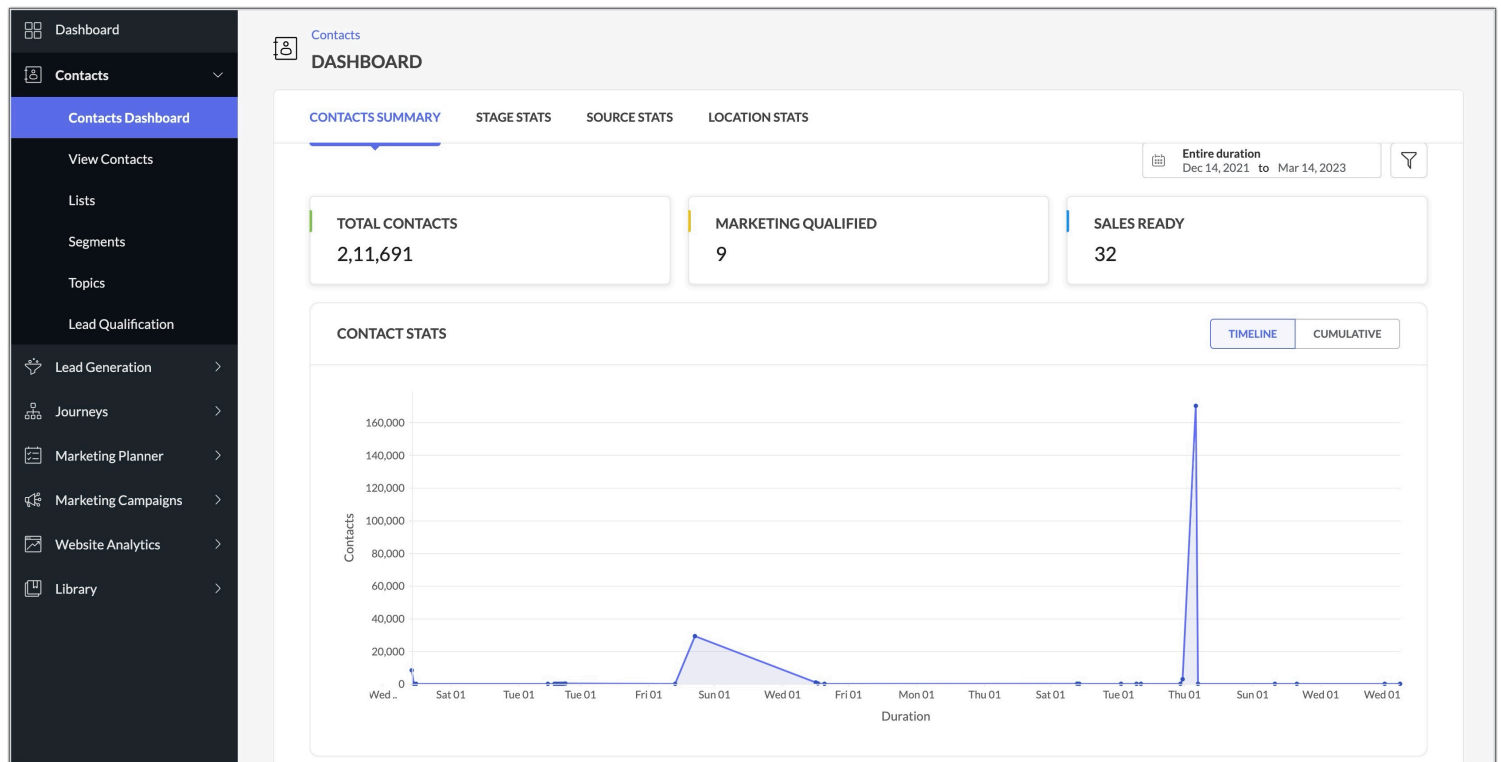 Dashboard
Contacts
Contacts Dashboard
View Contacts
Lists
Segments
Topics
Lead Qualification
Lead Generation
Journeys
Marketing Planner
Marketing Campaigns
Website Analytics
Library
Contacts
DASHBOARD
CONTACTS SUMMARY STAGE STATS SOURCE STATS LOCATION STATS
Entire duration
Dec 14, 2021 to Mar 14, 2023
TOTAL CONTACTS
2,11,691
MARKETING QUALIFIED
9
SALES READY
32
CONTACT STATS
TIMELINE CUMULATIVE
Contacts
160,000
140,000
120,000
100,000
80,000
60,000
40,000
20,000
0
Wed .. Sat 01 Tue 01 Tue 01 Fri 01 Sun 01 Wed 01 Fri 01 Mon 01 Thu 01 Sat 01 Tue 01 Thu 01 Sun 01 Wed 01 Wed 01
Duration